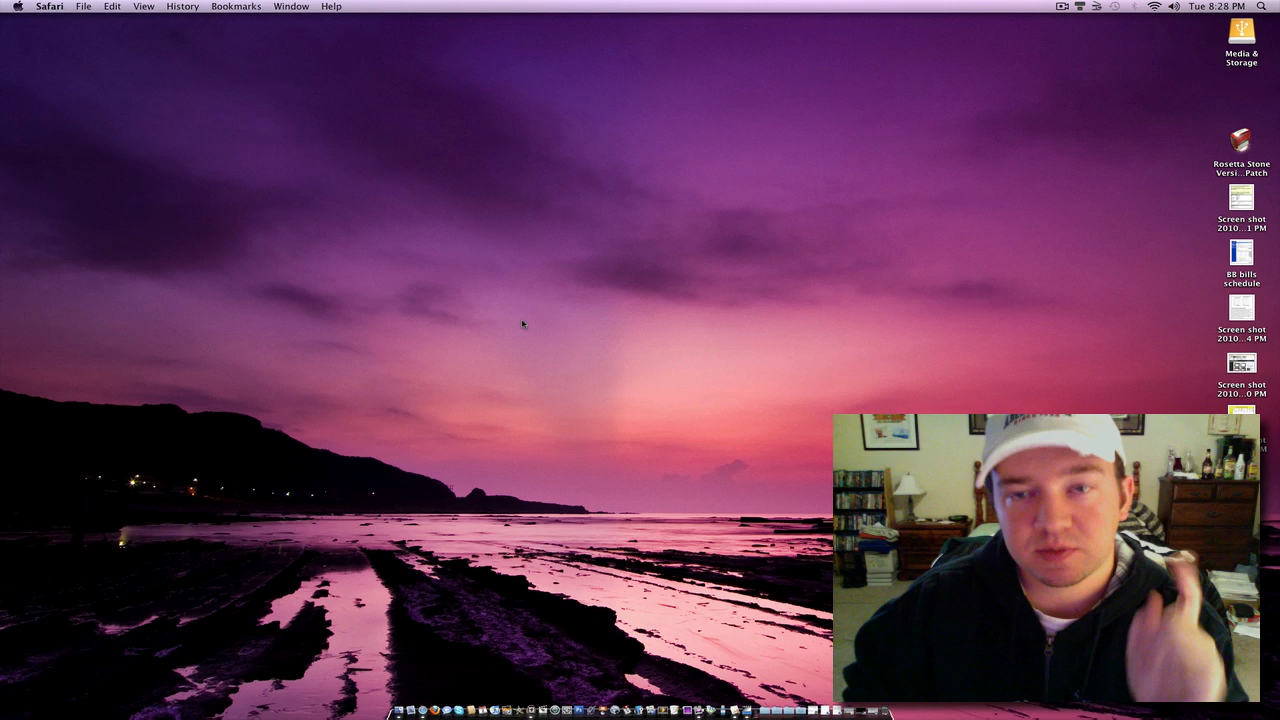 Safari File Edit View History Bookmarks Window Help Tue 8:28 PM
Media &
Storage
Rosetta Stone
Versi...Patch
Screen shot
2010...1 PM
BB bills
schedule
Screen shot
2010...4 PM
Screen shot
2010...0 PM